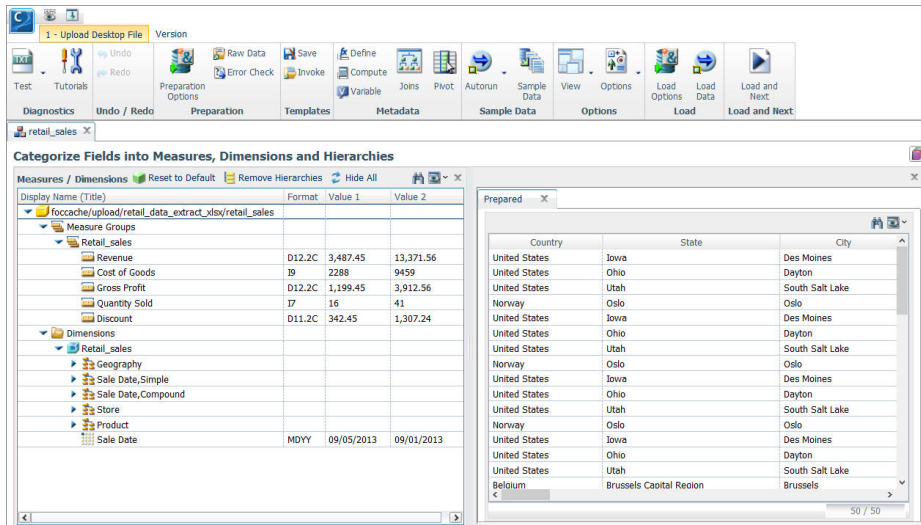 1 - Upload Desktop File Version
TXT
Undo Raw Data Save Define
Redo Error Check Invoke Compute
Variable
Test Tutorials Preparation Options Joins Pivot Autorun Sample Data View Options Load Options Load Data Load and Next
Diagnostics Undo / Redo Preparation Templates Metadata Sample Data Options Load Load and Next
retail_sales X
Categorize Fields into Measures, Dimensions and Hierarchies
Measures / Dimensions Reset to Default Remove Hierarchies Hide All
Display Name (Title) Format Value 1 Value 2
foccache/upload/retail_data_extract_xlsx/retail_sales
Measure Groups
Retail_sales
Revenue D12.2C 3,487.45 13,371.56
Cost of Goods I9 2288 9459
Gross Profit D12.2C 1,199.45 3,912.56
Quantity Sold I7 16 41
Discount D11.2C 342.45 1,307.24
Dimensions
Retail_sales
Geography
Sale Date,Simple
Sale Date,Compound
Store
Product
Sale Date MDYY 09/05/2013 09/01/2013
Prepared X
Country State City
United States Iowa Des Moines
United States Ohio Dayton
United States Utah South Salt Lake
Norway Oslo Oslo
United States Iowa Des Moines
United States Ohio Dayton
United States Utah South Salt Lake
Norway Oslo Oslo
United States Iowa Des Moines
United States Ohio Dayton
United States Utah South Salt Lake
Norway Oslo Oslo
United States Iowa Des Moines
United States Ohio Dayton
United States Utah South Salt Lake
Belgium Brussels Capital Region Brussels
50 / 50